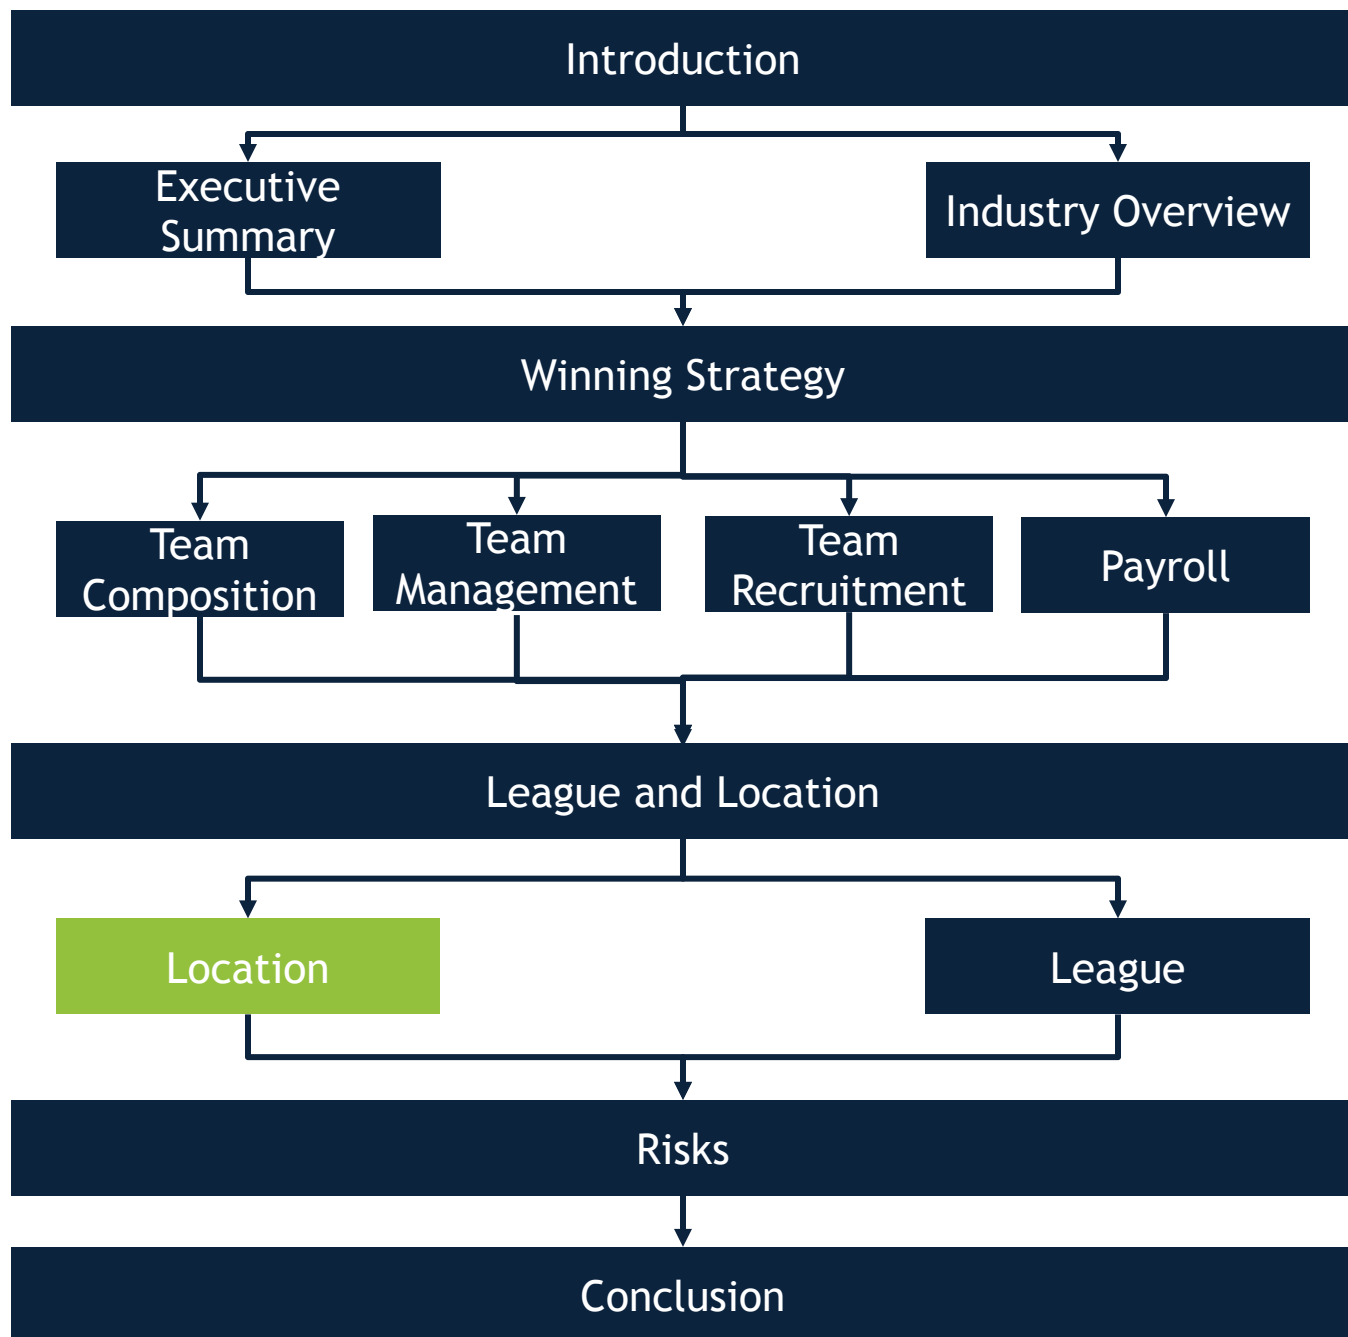 Introduction
Executive
Summary
Industry Overview
Winning Strategy
Team
Composition
Team
Management
Team
Recruitment
Payroll
League and Location
Location
League
Risks
Conclusion